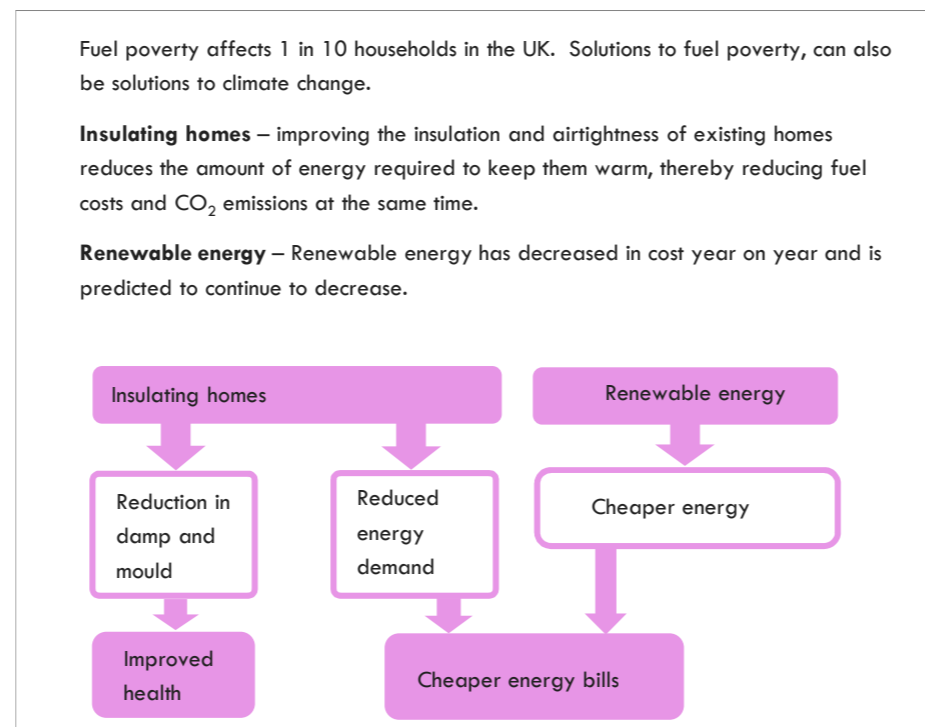 Fuel poverty affects 1 in 10 households in the UK.  Solutions to fuel poverty, can also
be solutions to climate change.
Insulating homes – improving the insulation and airtightness of existing homes
reduces the amount of energy required to keep them warm, thereby reducing fuel
costs and CO₂ emissions at the same time.
Renewable energy – Renewable energy has decreased in cost year on year and is
predicted to continue to decrease.
Insulating homes
Renewable energy
Reduction in
damp and
mould
Reduced
energy
demand
Cheaper energy
Improved
health
Cheaper energy bills